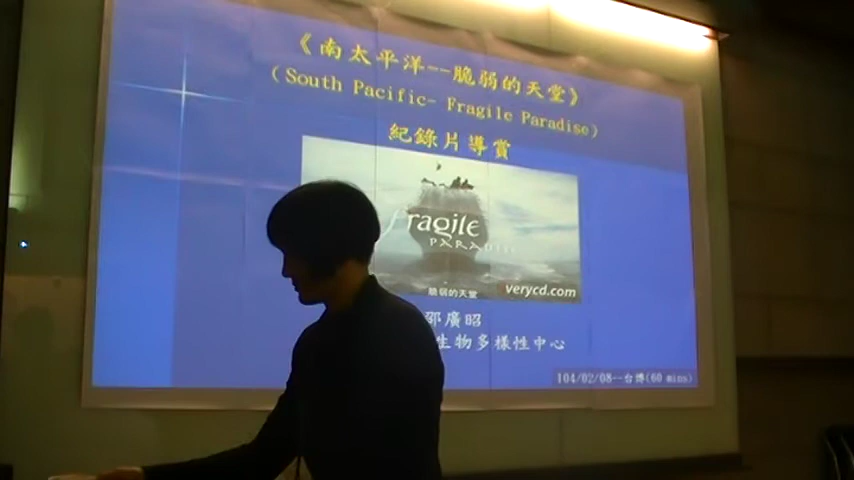 《南太平洋--脆弱的天堂》
(South Pacific- Fragile Paradise)
紀錄片導賞
fragile
PARADISE
脆弱的天堂
verycd.com
邵廣昭
生物多樣性中心
104/02/08--台博(60 mins)